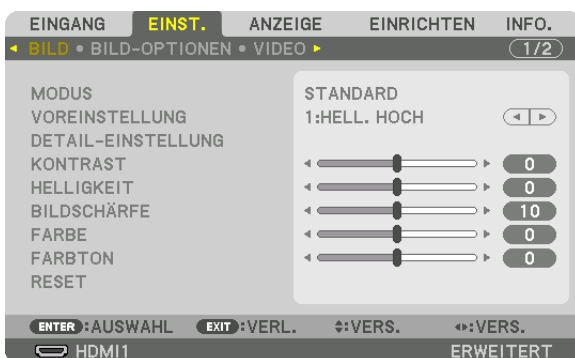 EINGANG EINST. ANZEIGE EINRICHTEN INFO.
BILD • BILD-OPTIONEN • VIDEO 1/2
MODUS STANDARD
VOREINSTELLUNG 1:HELL. HOCH
DETAIL-EINSTELLUNG
KONTRAST 0
HELLIGKEIT 0
BILDSCHÄRFE 10
FARBE 0
FARBTON 0
RESET
ENTER :AUSWAHL EXIT :VERL. :VERS. :VERS.
HDMI1 ERWEITERT